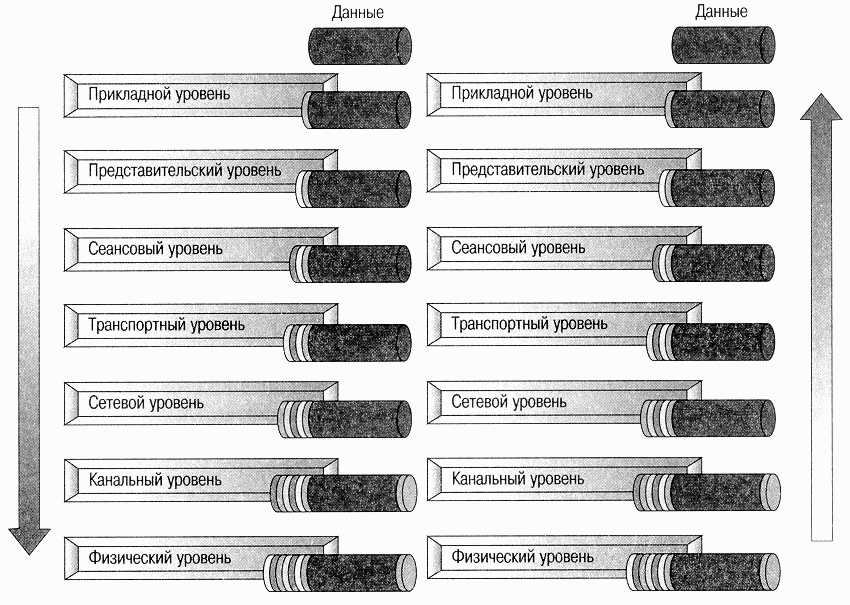 Данные
Прикладной уровень
Представительский уровень
Сеансовый уровень
Транспортный уровень
Сетевой уровень
Канальный уровень
Физический уровень
Данные
Прикладной уровень
Представительский уровень
Сеансовый уровень
Транспортный уровень
Сетевой уровень
Канальный уровень
Физический уровень